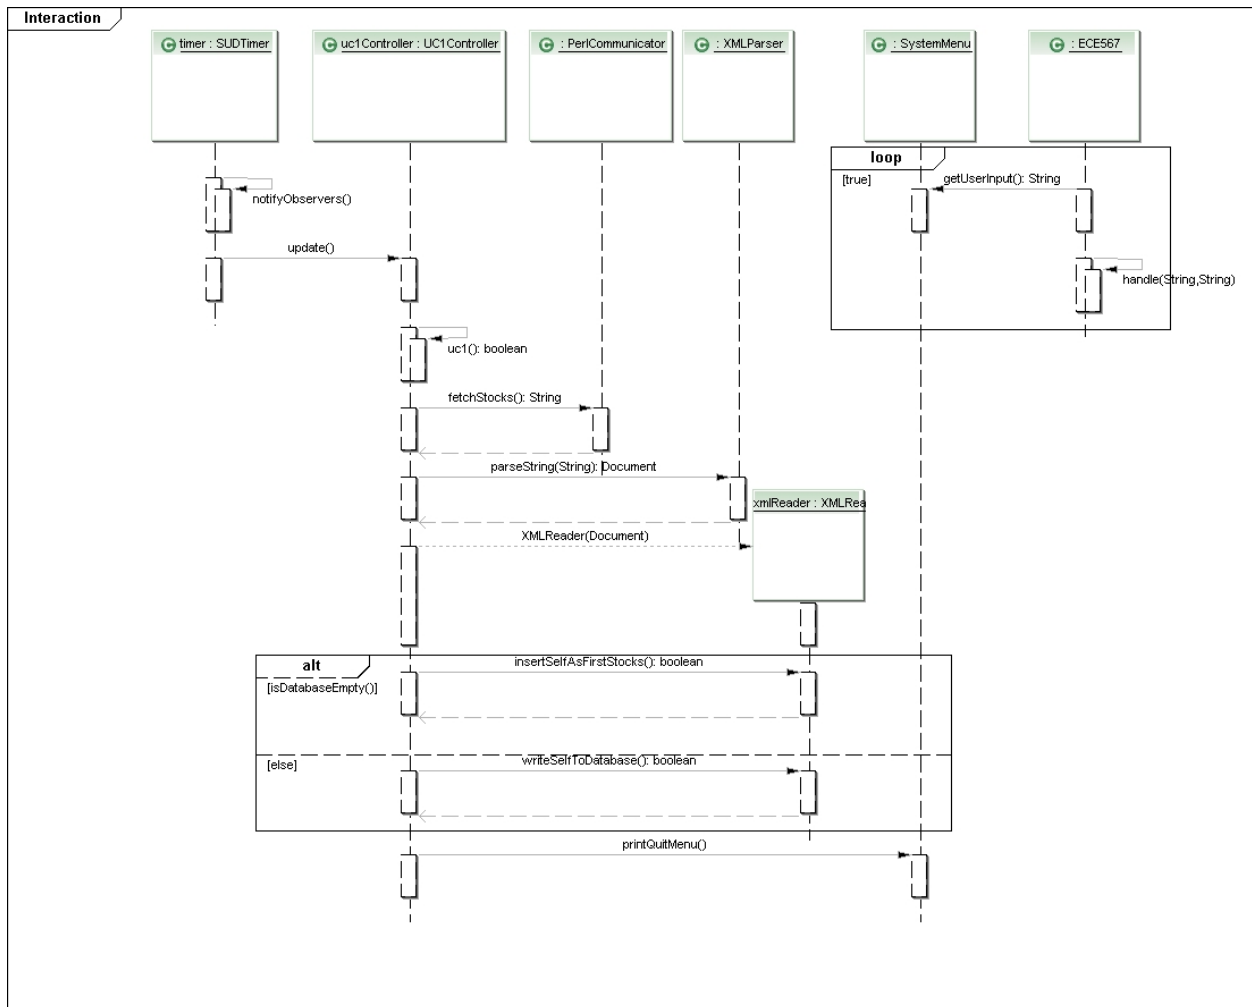 Interaction
C timer : SUDTimer
C uc1Controller : UC1Controller
C : PerlCommunicator
C : XMLParser
C : SystemMenu
C : ECE567
loop
[true]
getUserInput(): String
notifyObservers()
update()
handle(String,String)
uc1(): boolean
fetchStocks(): String
parseString(String): Document
xmlReader : XMLRea
XMLReader(Document)
alt
insertSelfAsFirstStocks(): boolean
[isDatabaseEmpty()]
[else]
writeSelfToDatabase(): boolean
printQuitMenu()